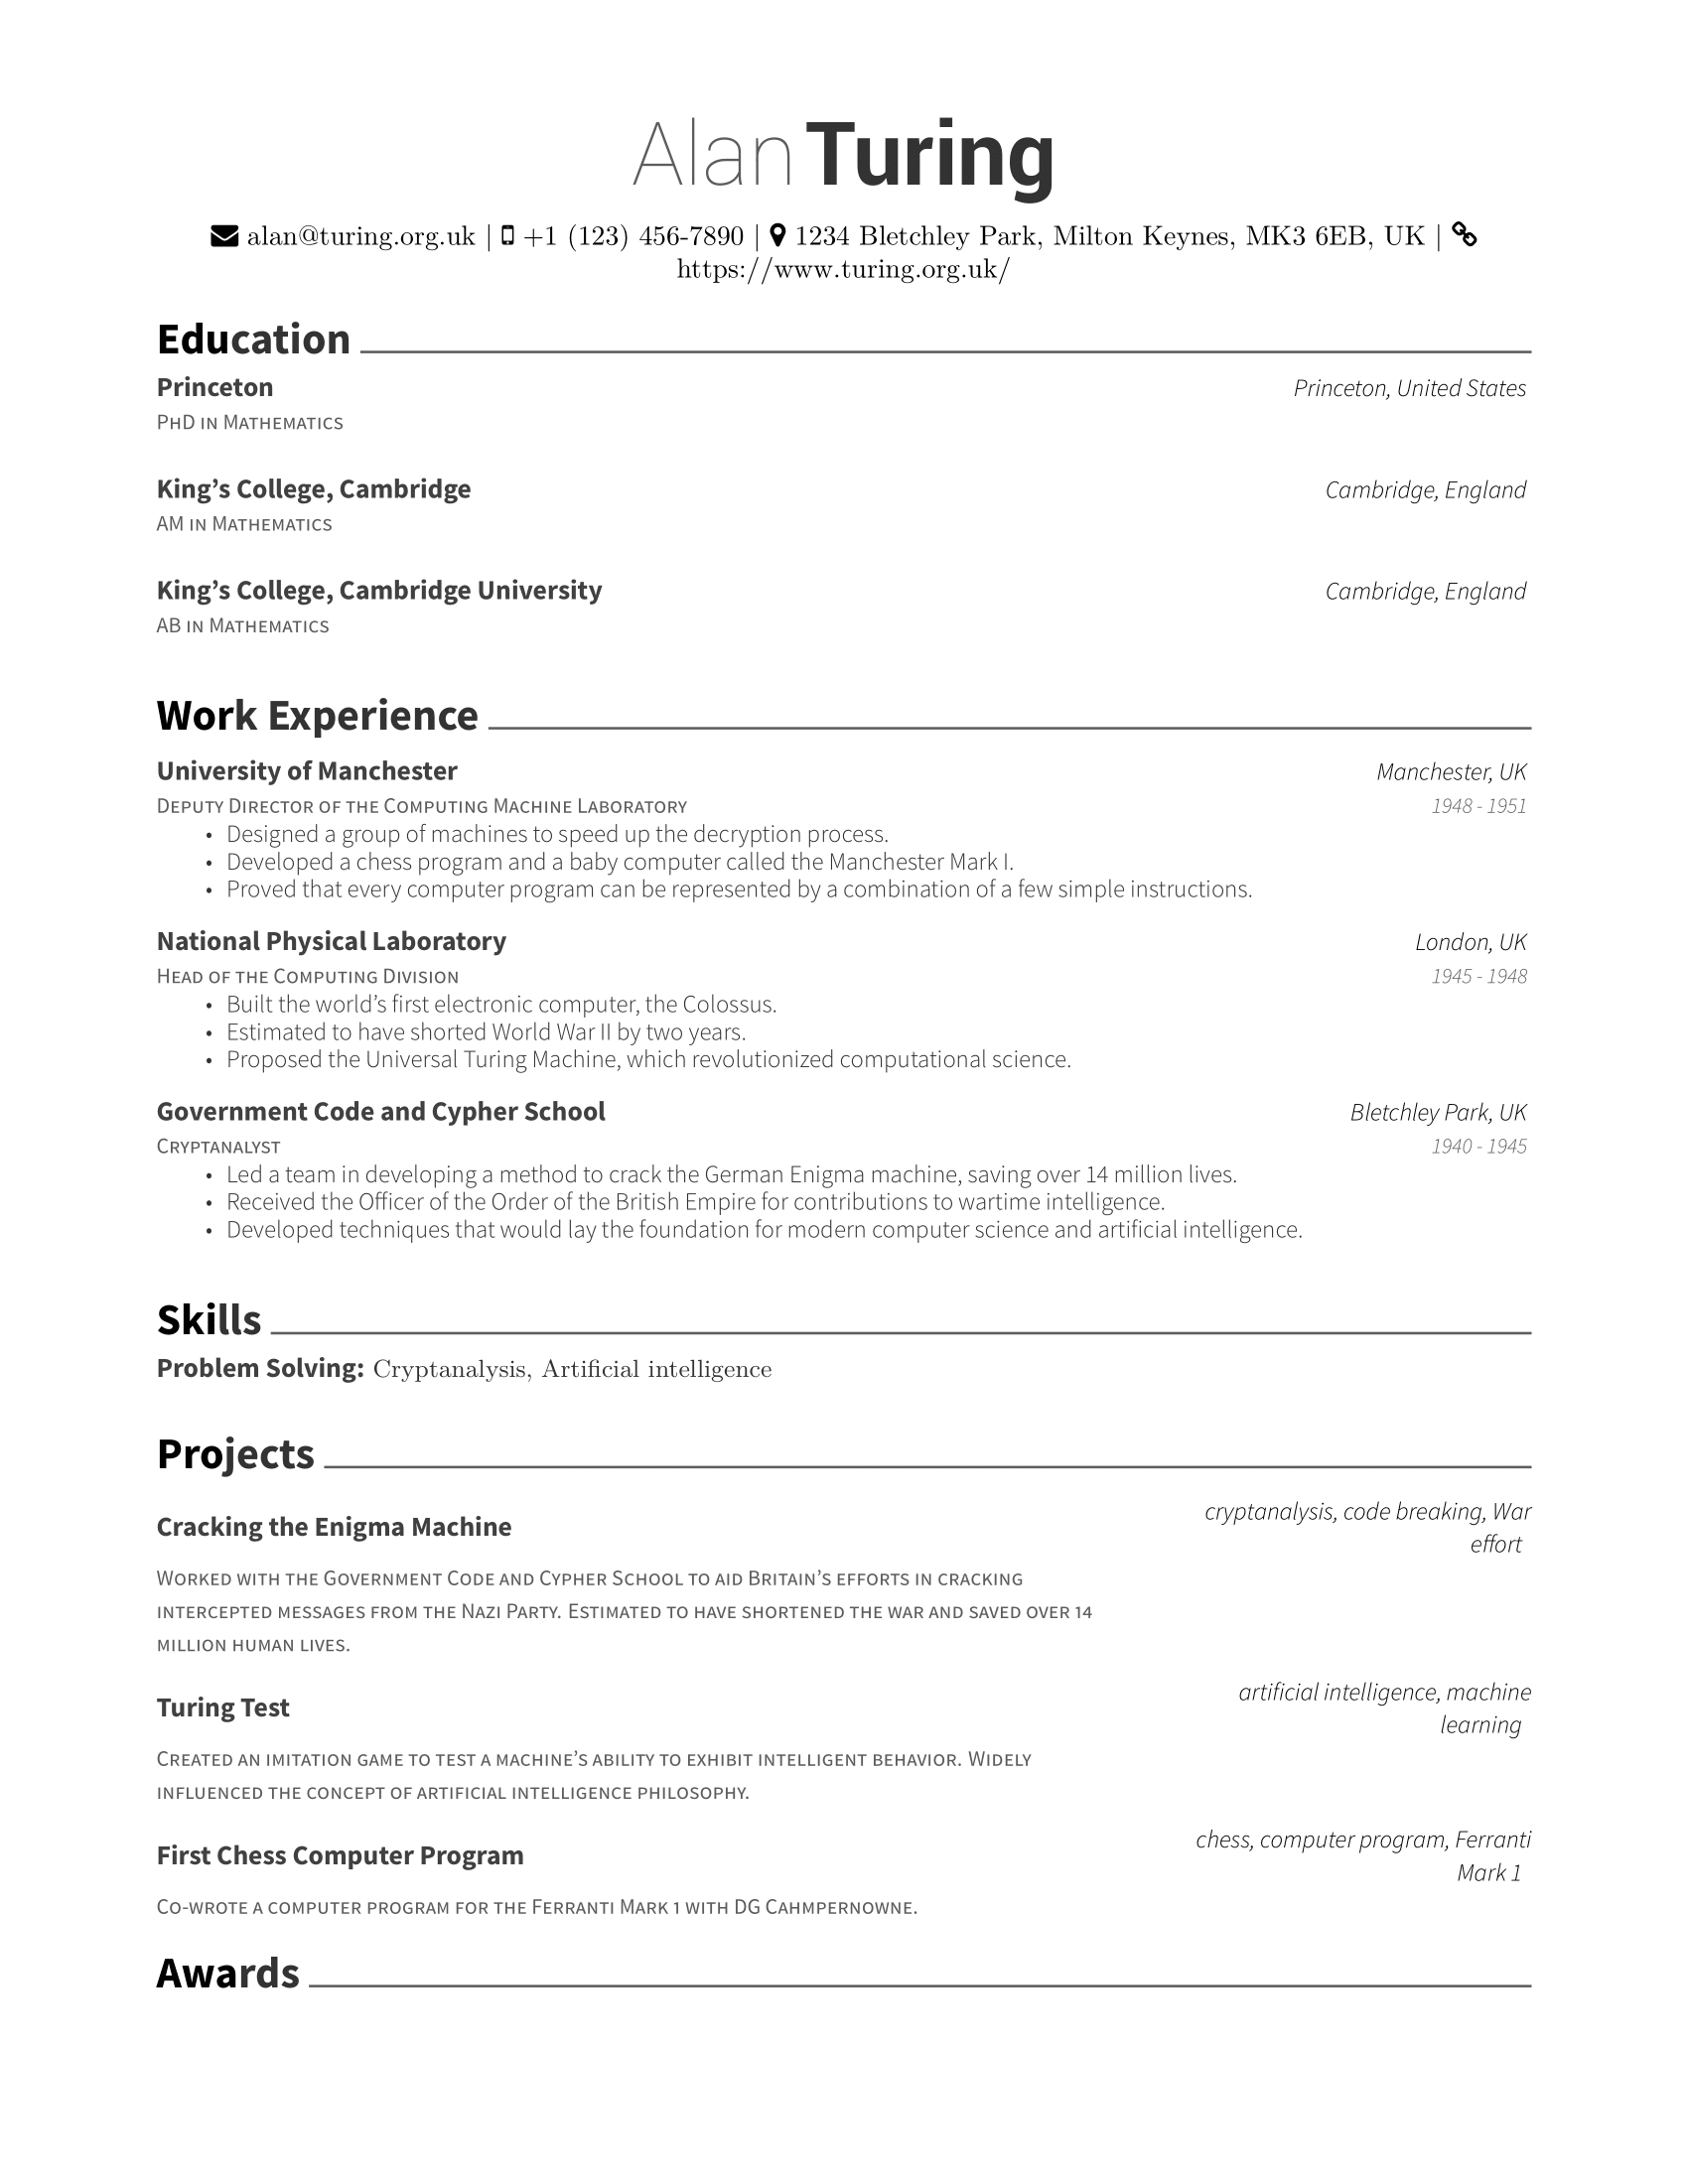 Alan Turing
alan@turing.org.uk | +1 (123) 456-7890 | 1234 Bletchley Park, Milton Keynes, MK3 6EB, UK |
https://www.turing.org.uk/
Education
Princeton Princeton, United States
PhD in Mathematics
King’s College, Cambridge Cambridge, England
AM in Mathematics
King’s College, Cambridge University Cambridge, England
AB in Mathematics
Work Experience
University of Manchester Manchester, UK
Deputy Director of the Computing Machine Laboratory 1948 - 1951
• Designed a group of machines to speed up the decryption process.
• Developed a chess program and a baby computer called the Manchester Mark I.
• Proved that every computer program can be represented by a combination of a few simple instructions.
National Physical Laboratory London, UK
Head of the Computing Division 1945 - 1948
• Built the world’s first electronic computer, the Colossus.
• Estimated to have shorted World War II by two years.
• Proposed the Universal Turing Machine, which revolutionized computational science.
Government Code and Cypher School Bletchley Park, UK
Cryptanalyst 1940 - 1945
• Led a team in developing a method to crack the German Enigma machine, saving over 14 million lives.
• Received the Officer of the Order of the British Empire for contributions to wartime intelligence.
• Developed techniques that would lay the foundation for modern computer science and artificial intelligence.
Skills
Problem Solving: Cryptanalysis, Artificial intelligence
Projects
Cracking the Enigma Machine cryptanalysis, code breaking, War
effort
Worked with the Government Code and Cypher School to aid Britain’s efforts in cracking
intercepted messages from the Nazi Party. Estimated to have shortened the war and saved over 14
million human lives.
Turing Test artificial intelligence, machine
learning
Created an imitation game to test a machine’s ability to exhibit intelligent behavior. Widely
influenced the concept of artificial intelligence philosophy.
First Chess Computer Program chess, computer program, Ferranti
Mark 1
Co-wrote a computer program for the Ferranti Mark 1 with DG Cahmpernowne.
Awards